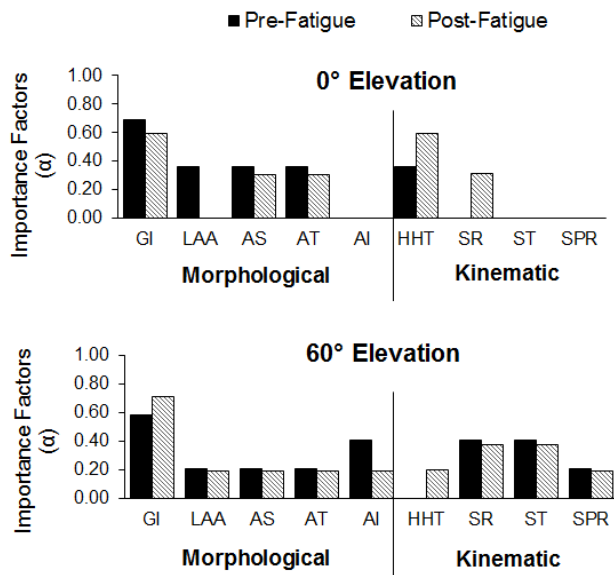 Pre-Fatigue Post-Fatigue
0° Elevation
Importance Factors
(α)
1.00
0.80
0.60
0.40
0.20
0.00
GI LAA AS AT AI HHT SR ST SPR
Morphological Kinematic
60° Elevation
Importance Factors
(α)
1.00
0.80
0.60
0.40
0.20
0.00
GI LAA AS AT AI HHT SR ST SPR
Morphological Kinematic